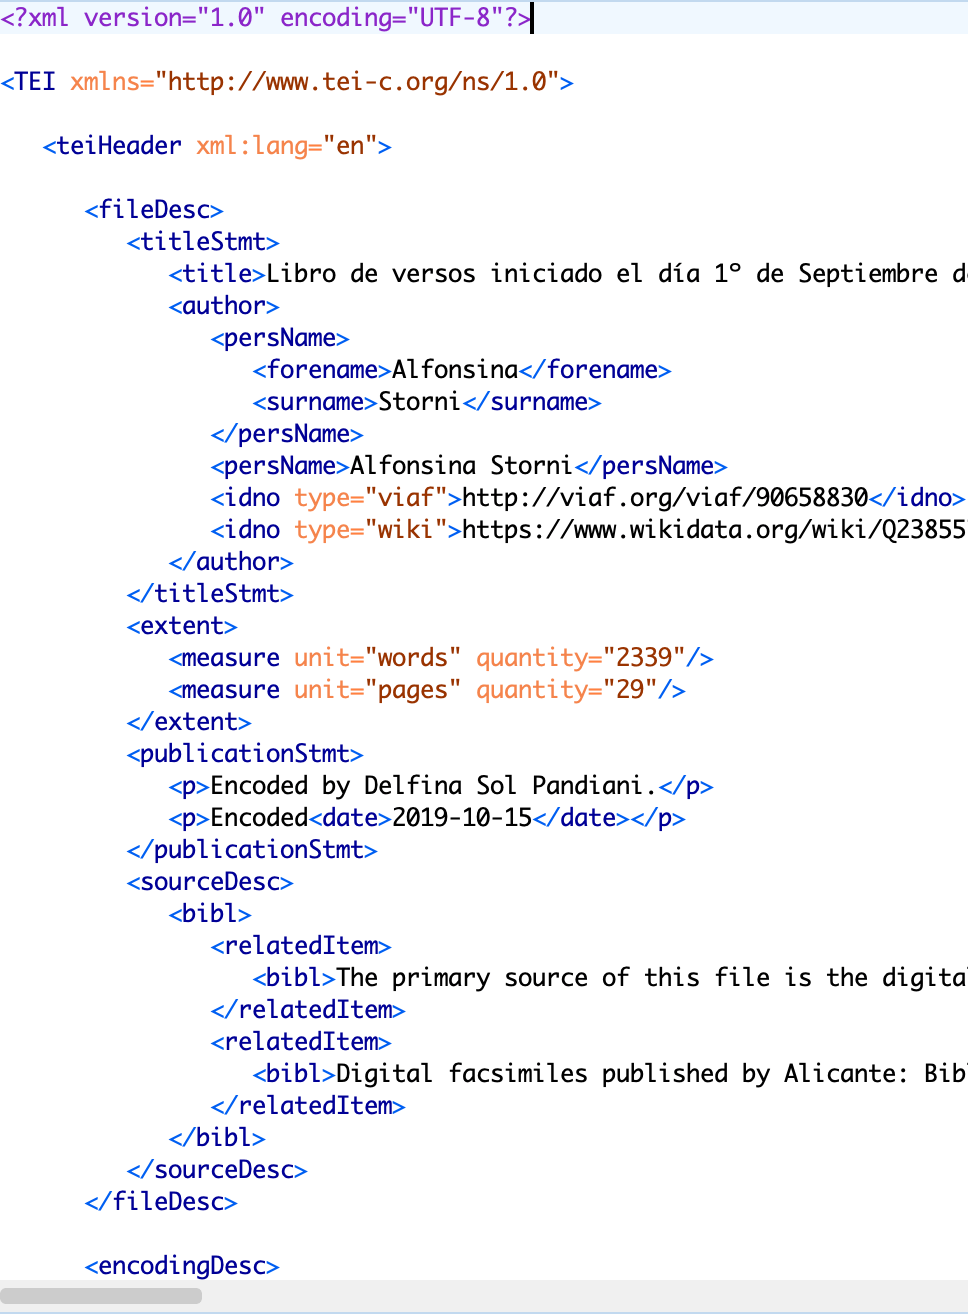 <?xml version="1.0" encoding="UTF-8"?>
<TEI xmlns="http://www.tei-c.org/ns/1.0">
<teiHeader xml:lang="en">
<fileDesc>
<titleStmt>
<title>Libro de versos iniciado el día 1º de Septiembre
<author>
<persName>
<forename>Alfonsina</forename>
<surname>Storni</surname>
</persName>
<persName>Alfonsina Storni</persName>
<idno type="viaf">http://viaf.org/viaf/90658830</idno>
<idno type="wiki">https://www.wikidata.org/wiki/Q23855
</author>
</titleStmt>
<extent>
<measure unit="words" quantity="2339"/>
<measure unit="pages" quantity="29"/>
</extent>
<publicationStmt>
<p>Encoded by Delfina Sol Pandiani.</p>
<p>Encoded<date>2019-10-15</date></p>
</publicationStmt>
<sourceDesc>
<bibl>
<relatedItem>
<bibl>The primary source of this file is the digita
</relatedItem>
<relatedItem>
<bibl>Digital facsimiles published by Alicante: Bib
</relatedItem>
</bibl>
</sourceDesc>
</fileDesc>
<encodingDesc>